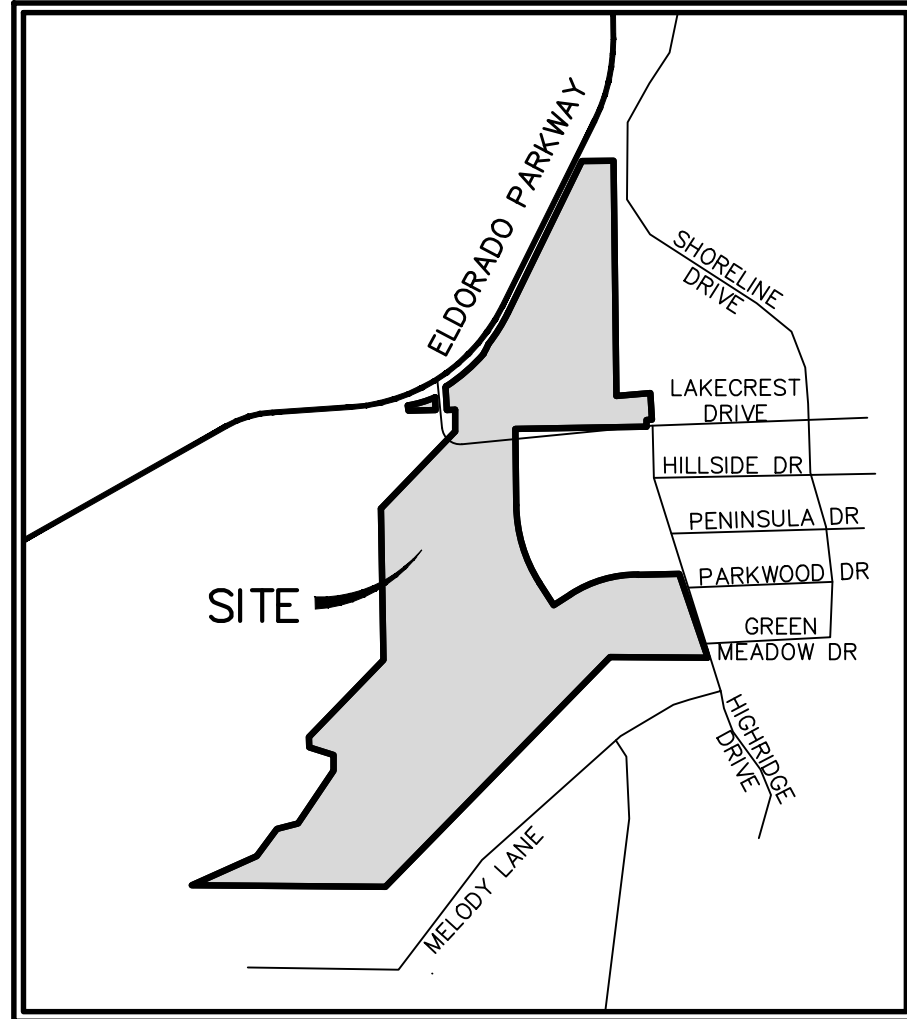 ELDORADO PARKWAY
SHORELINE
DRIVE
LAKECREST
DRIVE
HILLSIDE DR
PENINSULA DR
PARKWOOD DR
SITE
GREEN
MEADOW DR
HIGHRIDGE
DRIVE
MELODY LANE